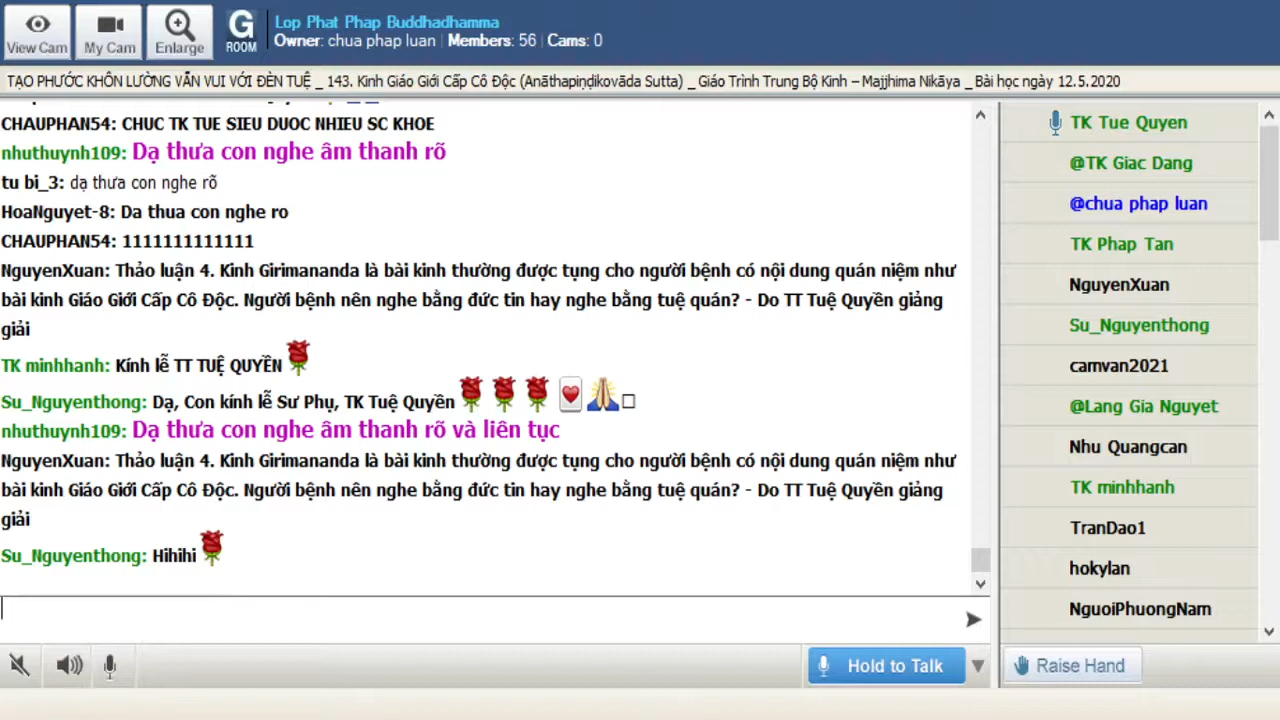 View Cam
My Cam
Enlarge
G
ROOM
Lop Phat Phap Buddhadhamma
Owner: chua phap luan | Members: 56 | Cams: 0
TẠO PHƯỚC KHÔN LƯỜNG VẪN VUI VỚI ĐÈN TUỆ _ 143. Kinh Giáo Giới Cấp Cô Độc (Anāthapiṇḍikovāda Sutta) _ Giáo Trình Trung Bộ Kinh – Majjhima Nikāya _ Bài học ngày 12.5.2020
CHAUPHAN54: CHUC TK TUE SIEU DUOC NHIEU SC KHOE
nhuthuynh109: Dạ thưa con nghe âm thanh rõ
tu bi_3: dạ thưa con nghe rõ
HoaNguyet-8: Da thua con nghe ro
CHAUPHAN54: 1111111111111
NguyenXuan: Thảo luận 4. Kinh Girimananda là bài kinh thường được tụng cho người bệnh có nội dung quán niệm như
bài kinh Giáo Giới Cấp Cô Độc. Người bệnh nên nghe bằng đức tin hay nghe bằng tuệ quán? - Do TT Tuệ Quyền giảng
giải
TK minhhanh: Kính lễ TT TUỆ QUYỀN
Su_Nguyenthong: Dạ, Con kính lễ Sư Phụ, TK Tuệ Quyền
nhuthuynh109: Dạ thưa con nghe âm thanh rõ và liên tục
NguyenXuan: Thảo luận 4. Kinh Girimananda là bài kinh thường được tụng cho người bệnh có nội dung quán niệm như
bài kinh Giáo Giới Cấp Cô Độc. Người bệnh nên nghe bằng đức tin hay nghe bằng tuệ quán? - Do TT Tuệ Quyền giảng
giải
Su_Nguyenthong: Hihihi
TK Tue Quyen
@TK Giac Dang
@chua phap luan
TK Phap Tan
NguyenXuan
Su_Nguyenthong
camvan2021
@Lang Gia Nguyet
Nhu Quangcan
TK minhhanh
TranDao1
hokylan
NguoiPhuongNam
Hold to Talk
Raise Hand